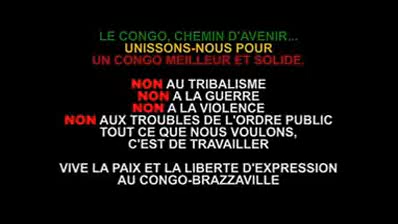 LE CONGO, CHEMIN D'AVENIR...
UNISSONS-NOUS POUR
UN CONGO MEILLEUR ET SOLIDE.
NON AU TRIBALISME
NON A LA GUERRE
NON A LA VIOLENCE
NON AUX TROUBLES DE L'ORDRE PUBLIC
TOUT CE QUE NOUS VOULONS,
C'EST DE TRAVAILLER
VIVE LA PAIX ET LA LIBERTE D'EXPRESSION
AU CONGO-BRAZZAVILLE